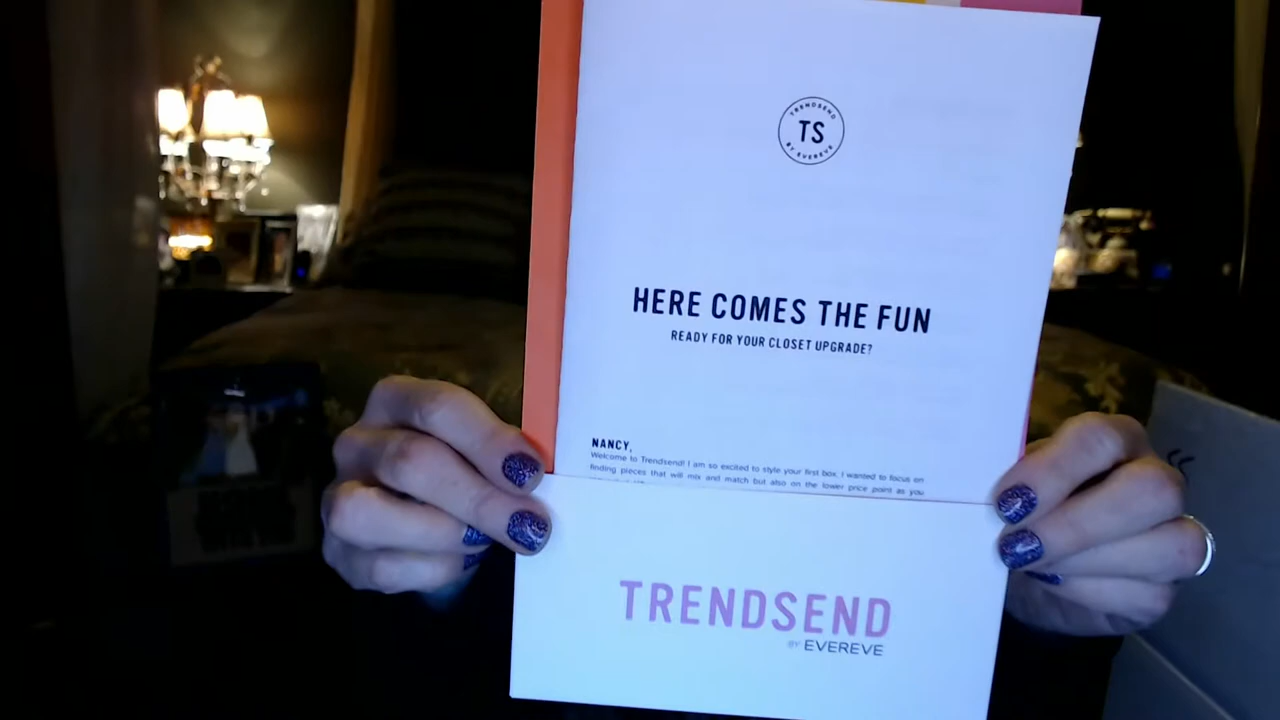 TRENDSEND
TS
BY EVEREVE
HERE COMES THE FUN
READY FOR YOUR CLOSET UPGRADE?
NANCY,
Welcome to Trendsend! I am so excited to style your first box. I wanted to focus on
finding pieces that will mix and match but also on the lower price point as you
TRENDSEND
BY EVEREVE